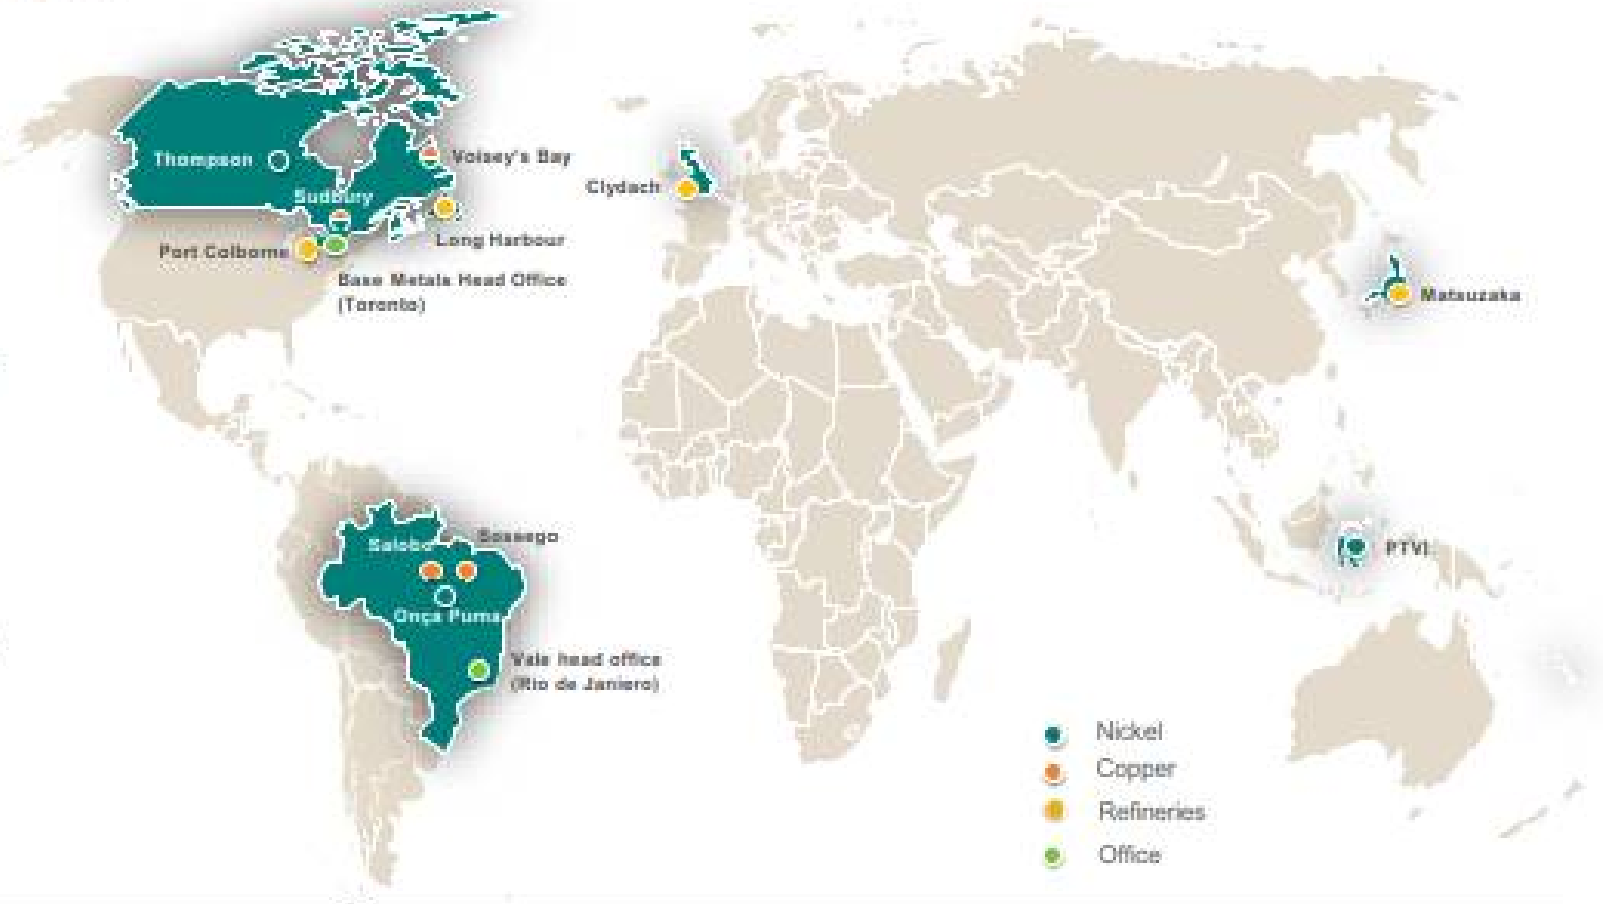 Thompson
Voisey's Bay
Sudbury
Clydach
Long Harbour
Port Colborne
Base Metals Head Office
(Toronto)
Matsuzaka
Sossego
Salobo
PTVI
Onça Puma
Vale head office
(Rio de Janiero)
Nickel
Copper
Refineries
Office